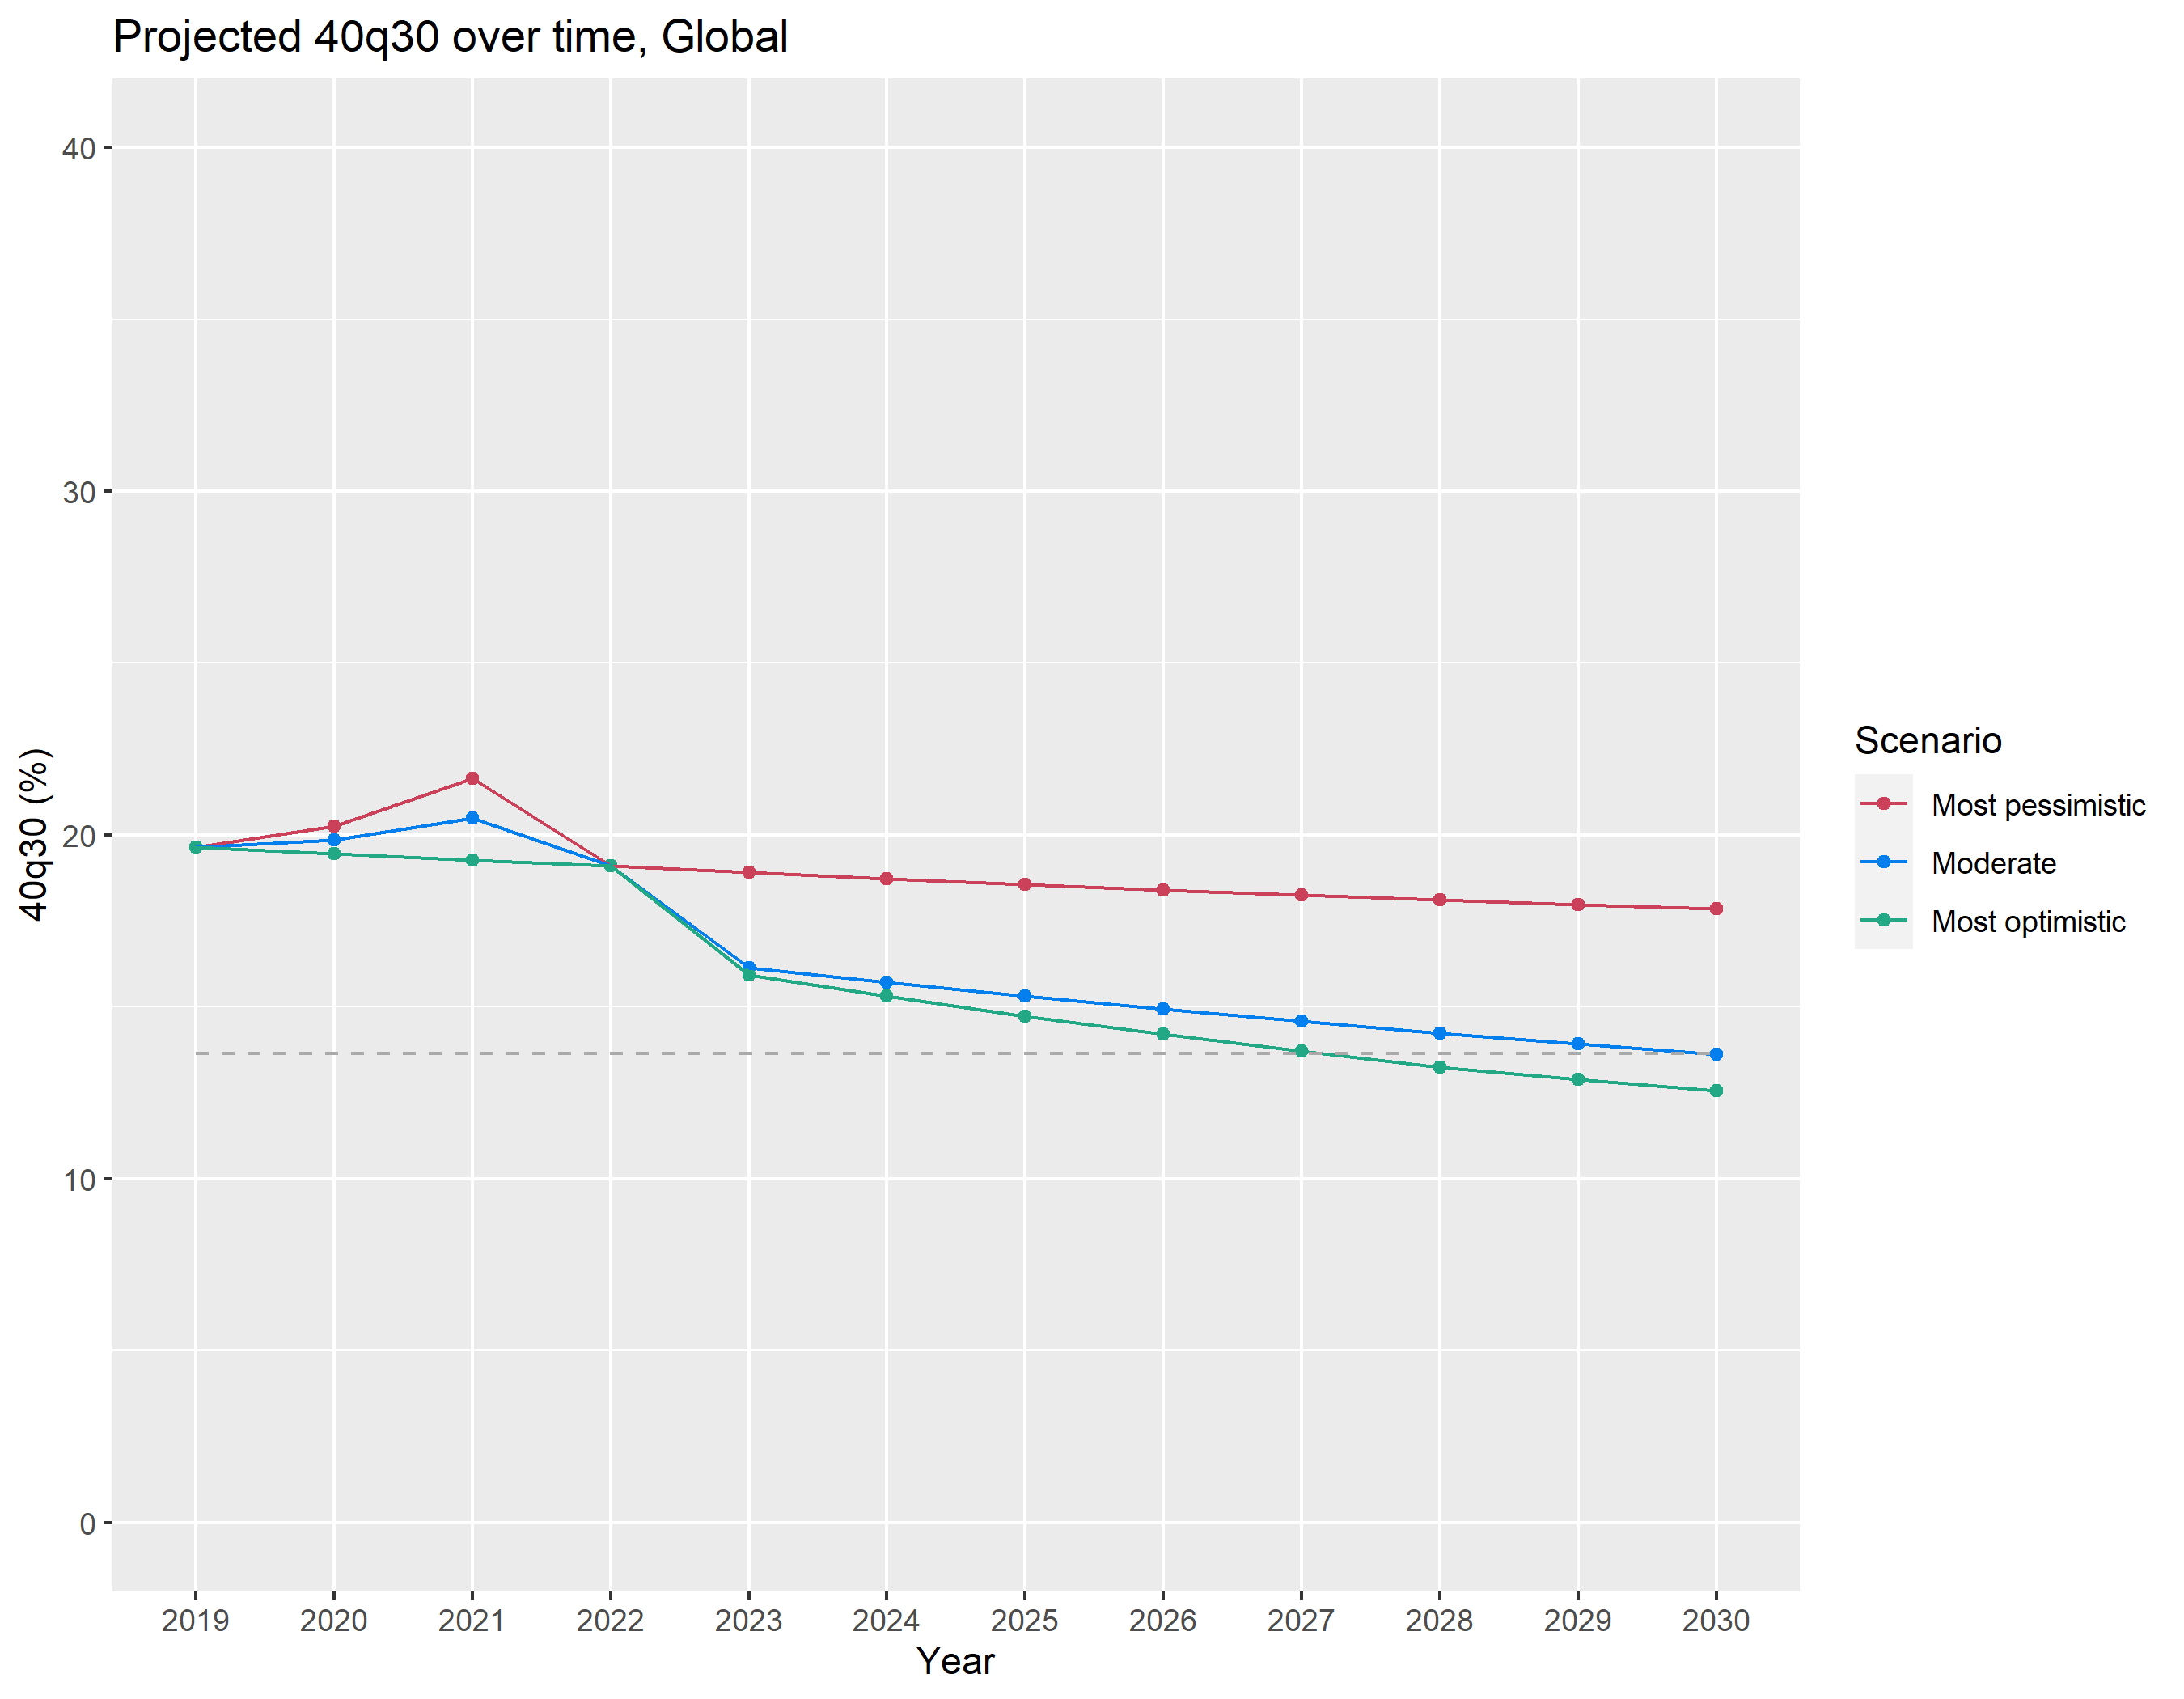 Projected 40q30 over time, Global
40
30
20
10
0
40q30 (%)
2019 2020 2021 2022 2023 2024 2025 2026 2027 2028 2029 2030
Year
Scenario
Most pessimistic
Moderate
Most optimistic